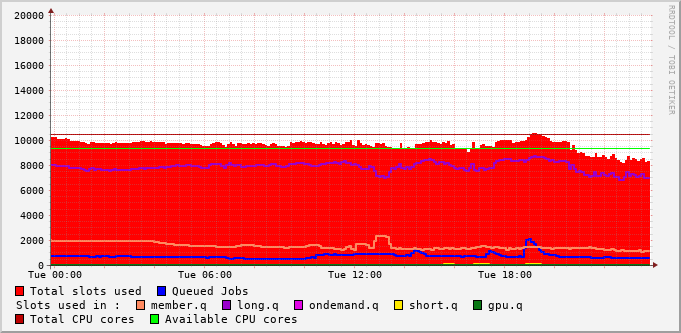 20000
18000
16000
14000
12000
10000
8000
6000
4000
2000
0
Tue 00:00 Tue 06:00 Tue 12:00 Tue 18:00
Total slots used Queued Jobs
Slots used in : member.q long.q ondemand.q short.q gpu.q
Total CPU cores Available CPU cores
RRDTOOL / TOBI OETIKER